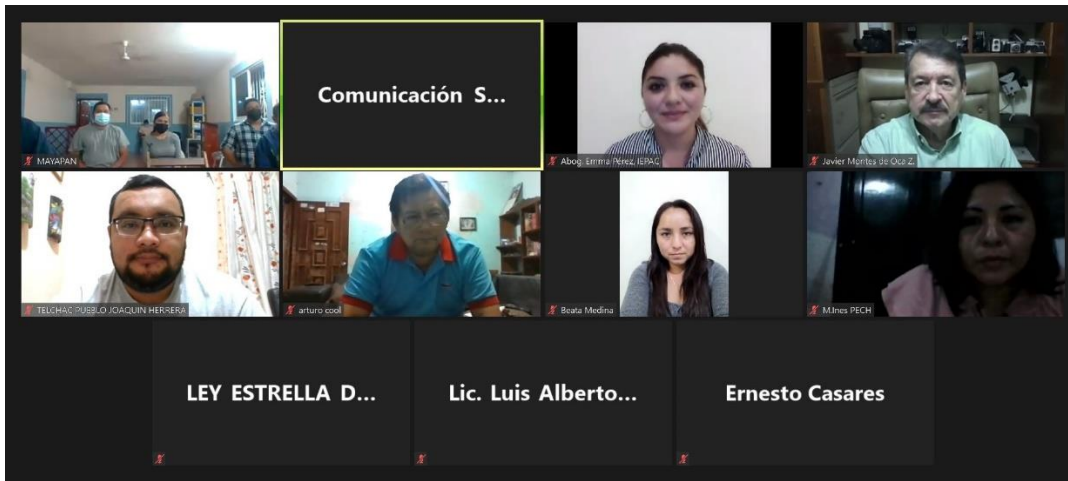 MAYAPAN
Comunicación S...
Abog. Emma Pérez, IEPAC
Javier Montes de Oca Z.
TELCHAC PUEBLO JOAQUIN HERRERA
arturo cool
Beata Medina
M.Ines PECH
LEY ESTRELLA D...
Lic. Luis Alberto...
Ernesto Casares